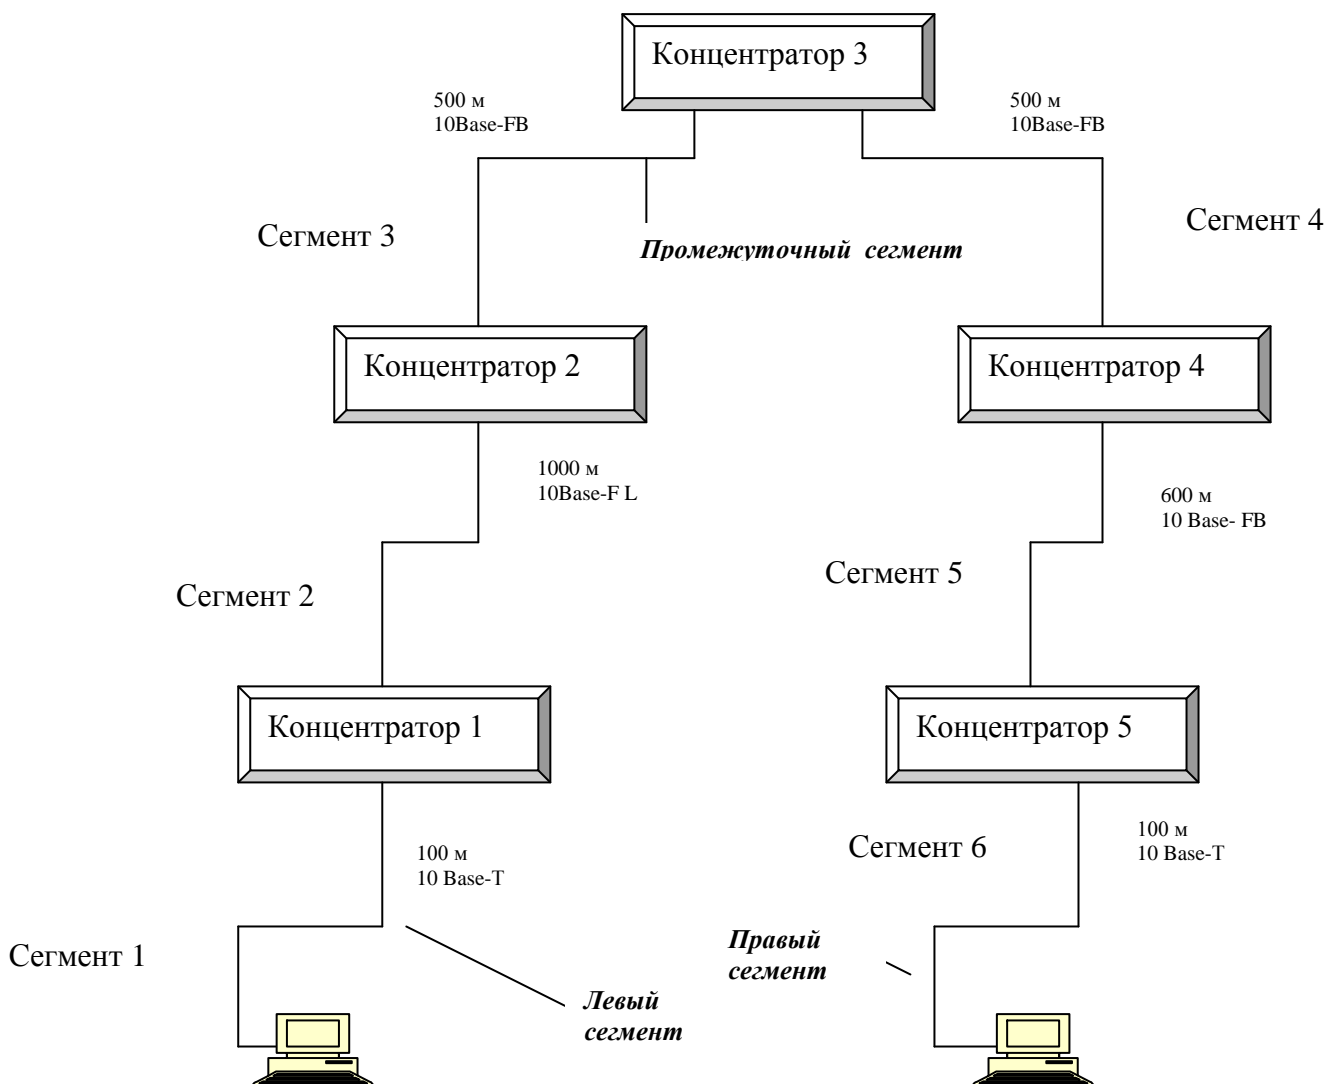 Концентратор 3
500 м
10Base-FB
500 м
10Base-FB
Сегмент 3
Сегмент 4
Промежуточный сегмент
Концентратор 2
Концентратор 4
1000 м
10Base-F L
600 м
10 Base- FB
Сегмент 2
Сегмент 5
Концентратор 1
Концентратор 5
100 м
10 Base-T
Сегмент 6
100 м
10 Base-T
Сегмент 1
Левый
сегмент
Правый
сегмент